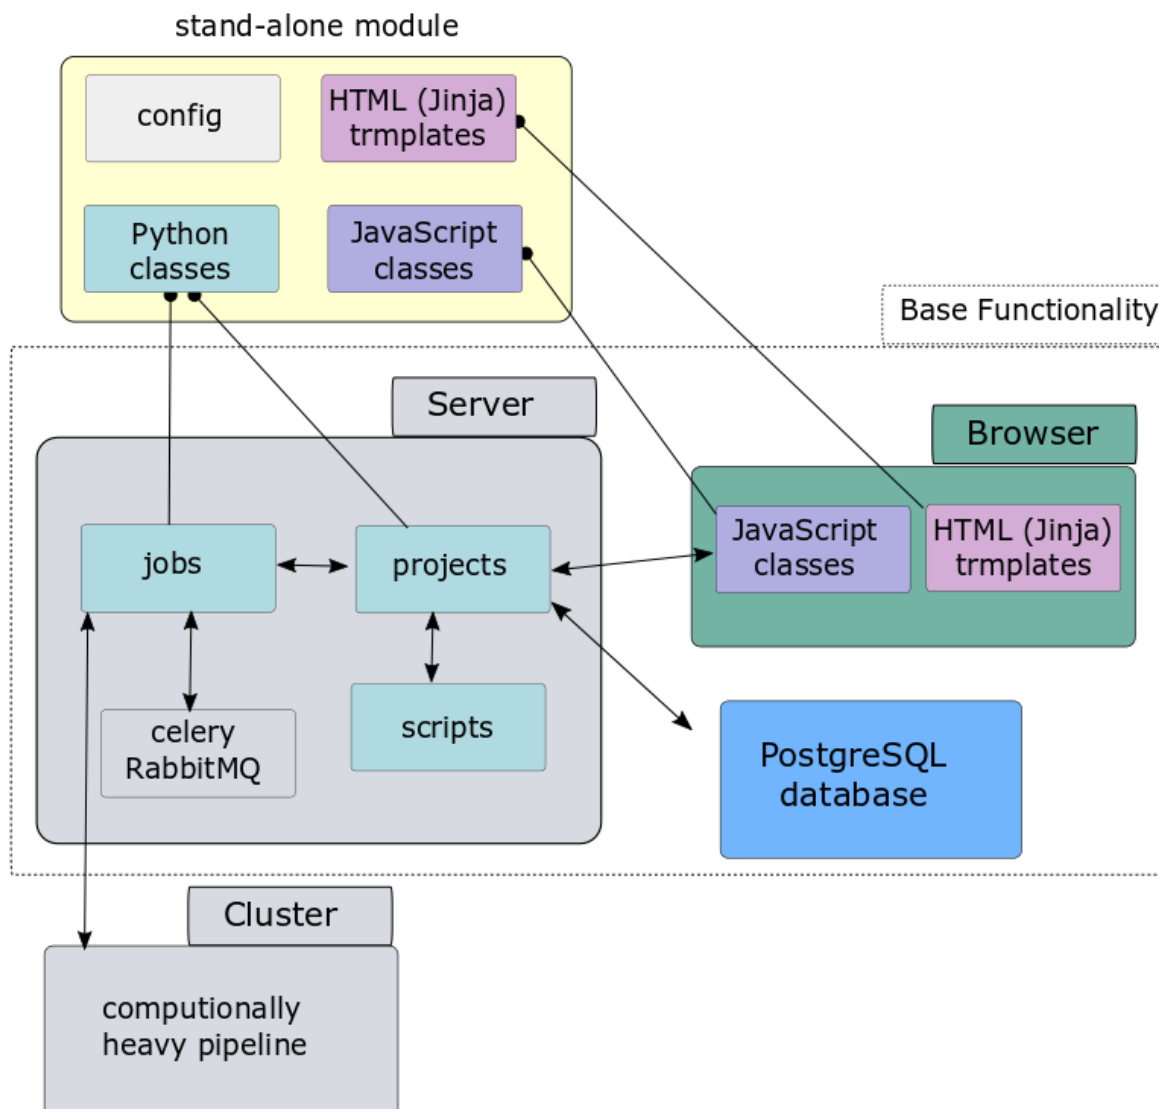 stand-alone module
config
HTML (Jinja)
trmplates
Python
classes
JavaScript
classes
Base Functionality
Server
Browser
jobs
projects
JavaScript
classes
HTML (Jinja)
trmplates
celery
RabbitMQ
scripts
PostgreSQL
database
Cluster
computionally
heavy pipeline